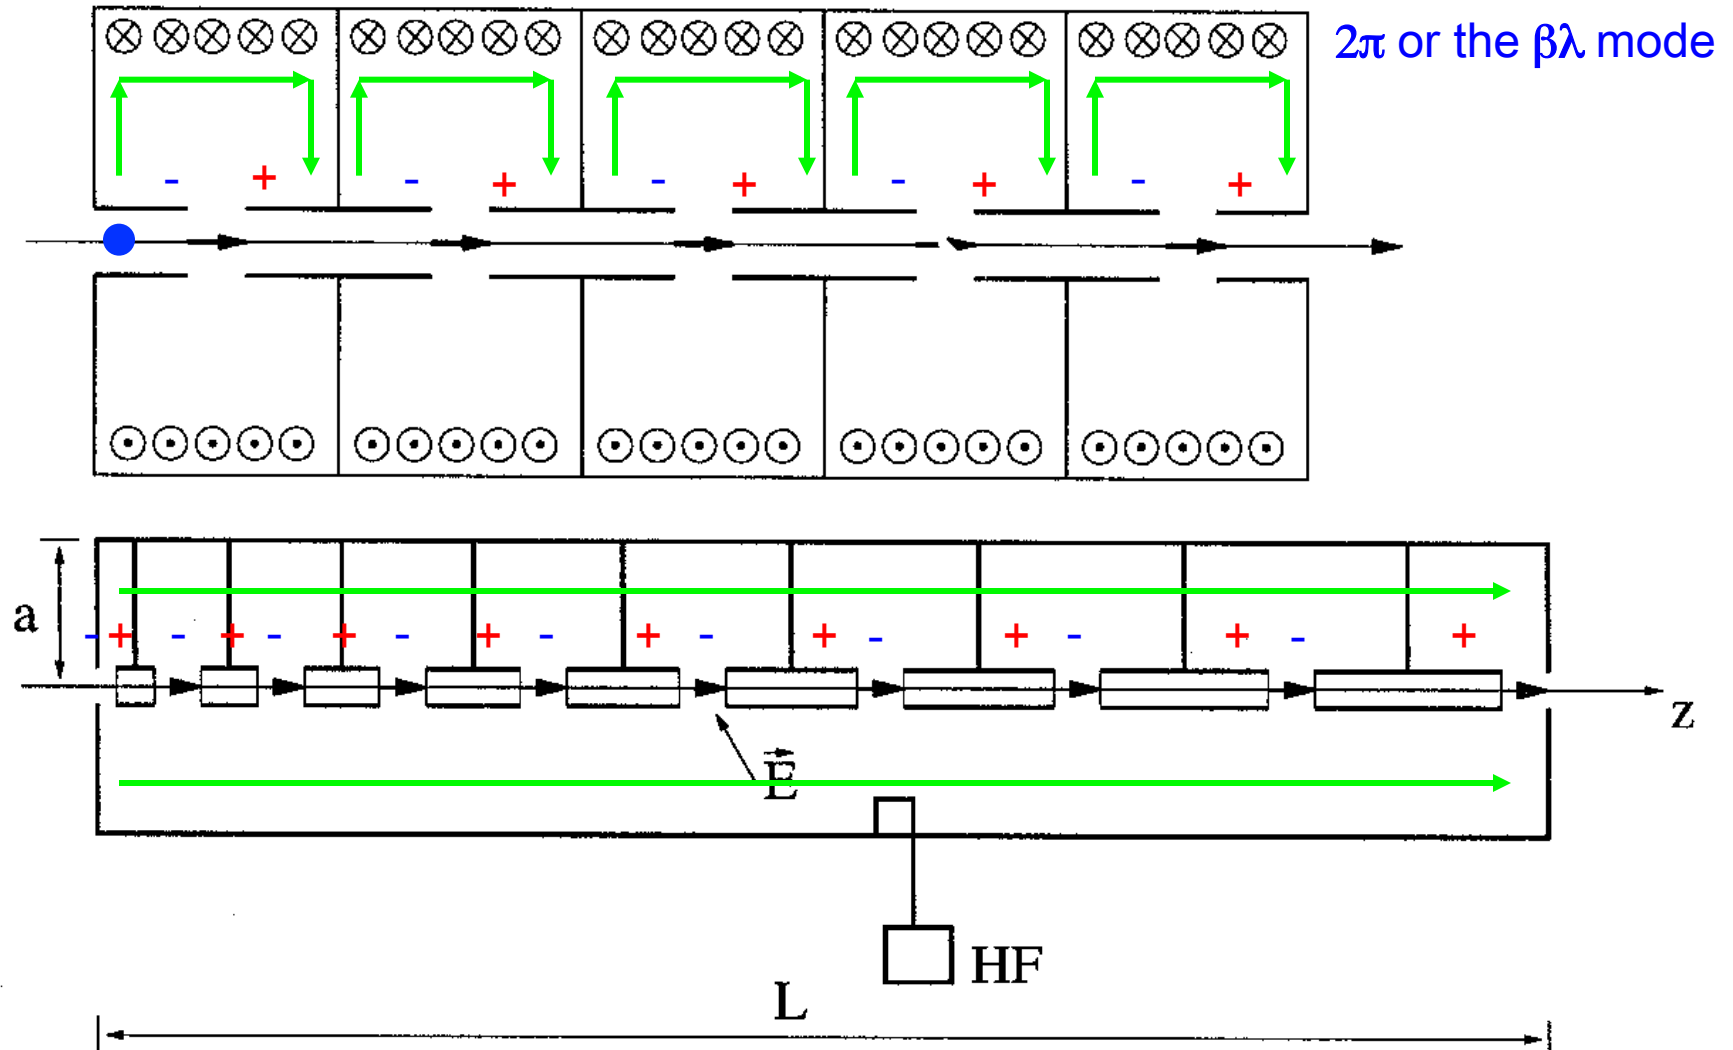 2π or the βλ mode
- + - + - + - + - +
a
- + - + - + - + - + - + - + - + - +
z
E
HF
L